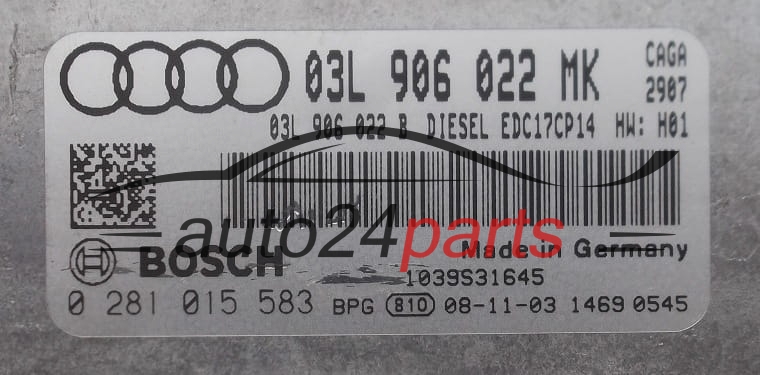 03L 906 022 MK CAGA
2907
03L 906 022 B DIESEL EDC17CP14 HW: H01
auto24parts
Made in Germany
BOSCH
1039S31645
0 281 015 583 BPG 810 08-11-03 1469 0545